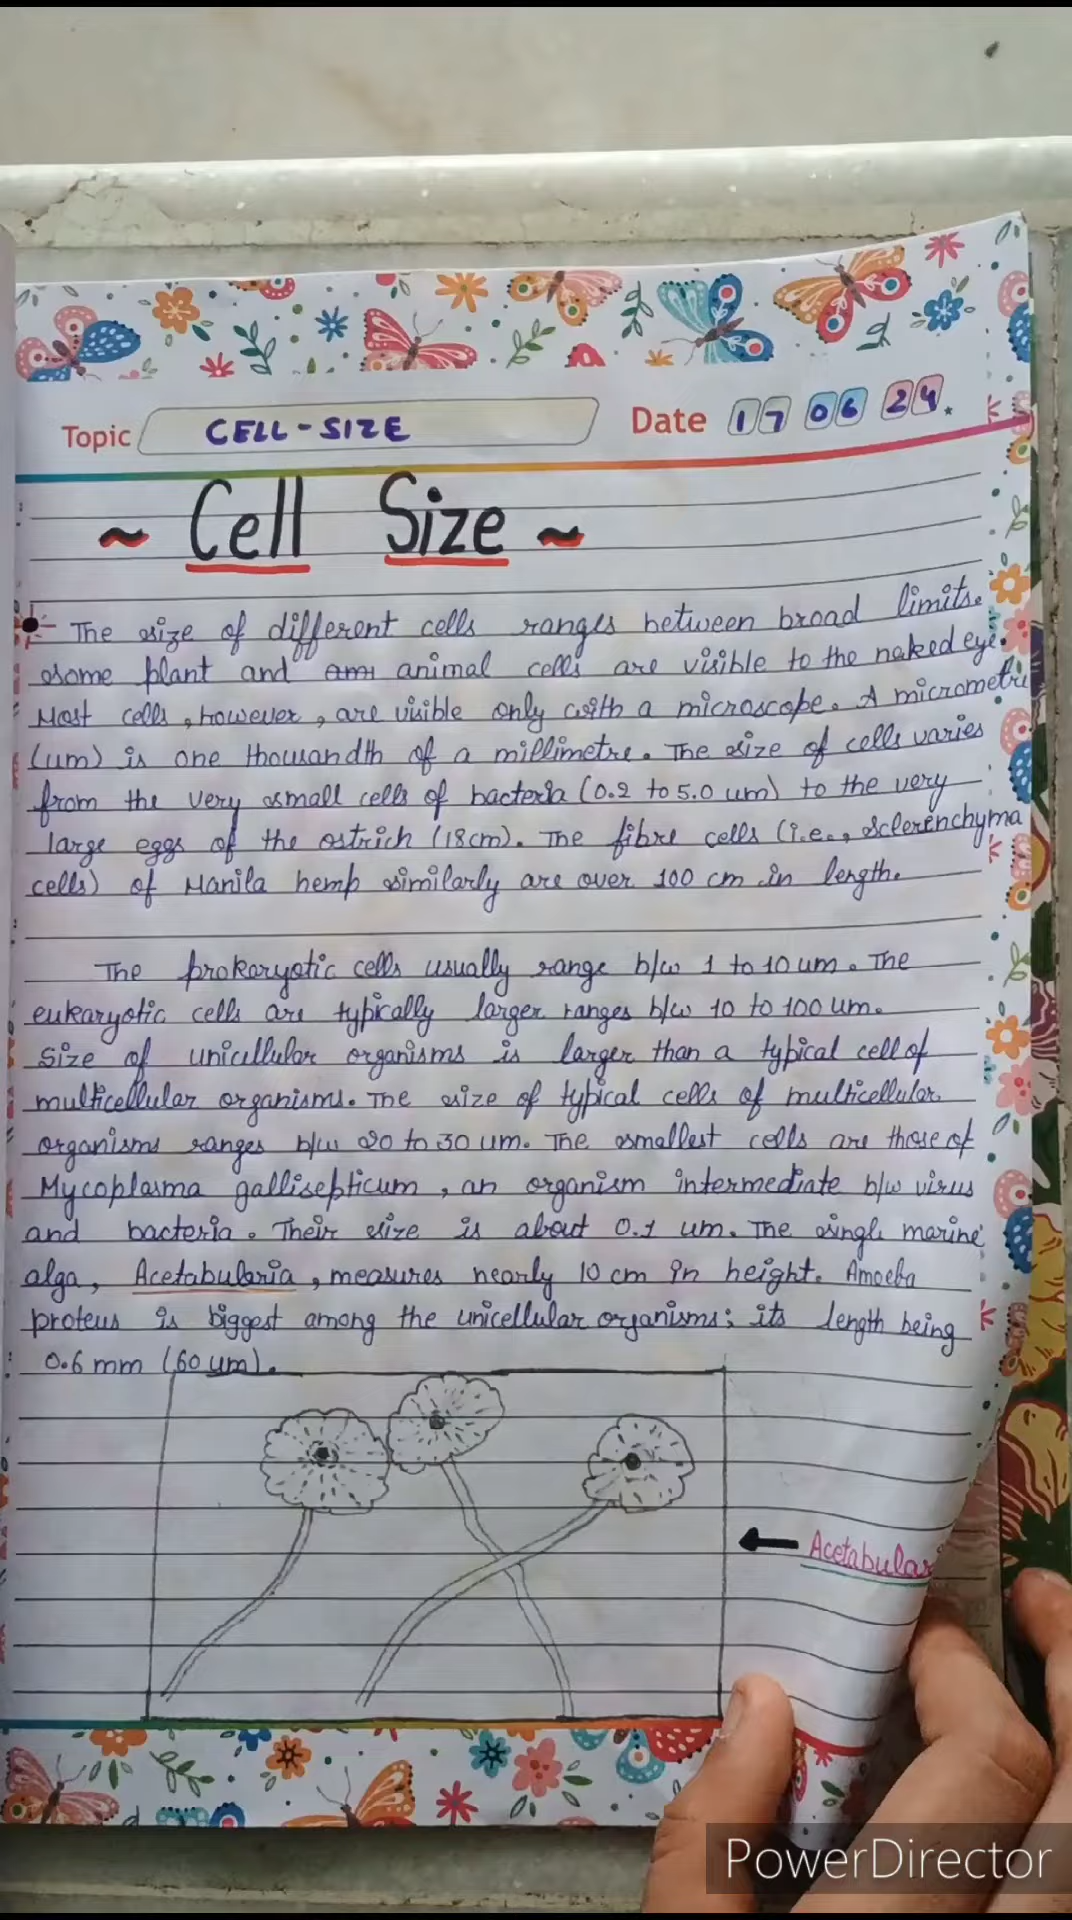 Topic CELL-SIZE Date 17 06 24
~ Cell Size ~
The size of different cells ranges between broad limits.
Some plant and animal cells are visible to the naked eye.
Most cells, however, are visible only with a microscope. A micrometre
(um) is one thousandth of a millimetre. The size of cells varies
from the very small cells of bacteria (0.2 to 5.0 um) to the very
large eggs of the ostrich (18cm). The fibre cells (i.e., Sclerenchyma
cells) of Manila hemp similarly are over 100 cm in length.
The prokaryotic cells usually range b/w 1 to 10 um. The
eukaryotic cells are typically larger ranges b/w 10 to 100 um.
Size of unicellular organisms is larger than a typical cell of
multicellular organisms. The size of typical cells of multicellular
organisms ranges b/w 20 to 30 um. The smallest cells are those of
Mycoplasma gallisepticum, an organism intermediate b/w virus
and bacteria. Their size is about 0.1 um. The single marine
alga, Acetabularia, measures nearly 10 cm in height. Amoeba
proteus is biggest among the unicellular organisms; its length being
0.6 mm (60 um).
Acetabular
PowerDirector